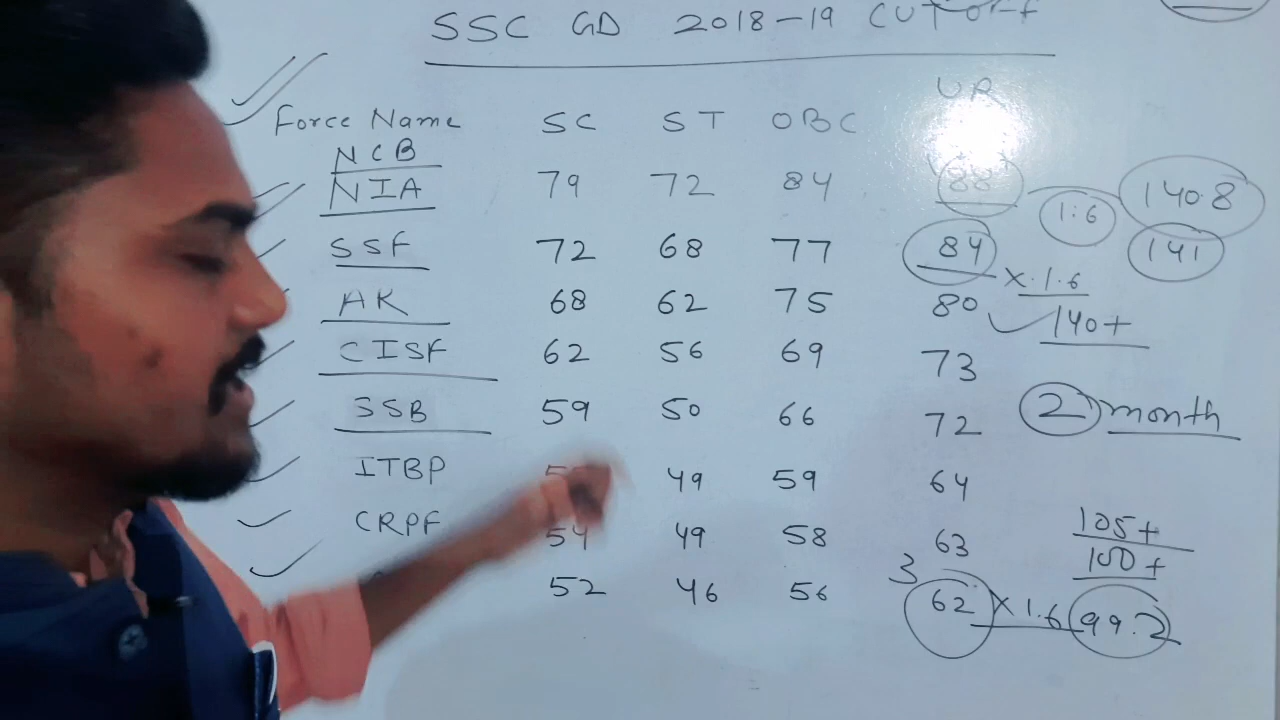 SSC GD 2018-19 CUT OFF
Force Name SC ST OBC UR
NCB
NIA 79 72 84 88 1:6 140.8
SSF 72 68 77 84 141
× 1.6
AR 68 62 75 80 140+
CISF 62 56 69 73
SSB 59 50 66 72 2 month
ITBP 49 59 64
CRPF 54 49 58 63 105+
100+
3
52 46 56 62 × 1.6 99.2